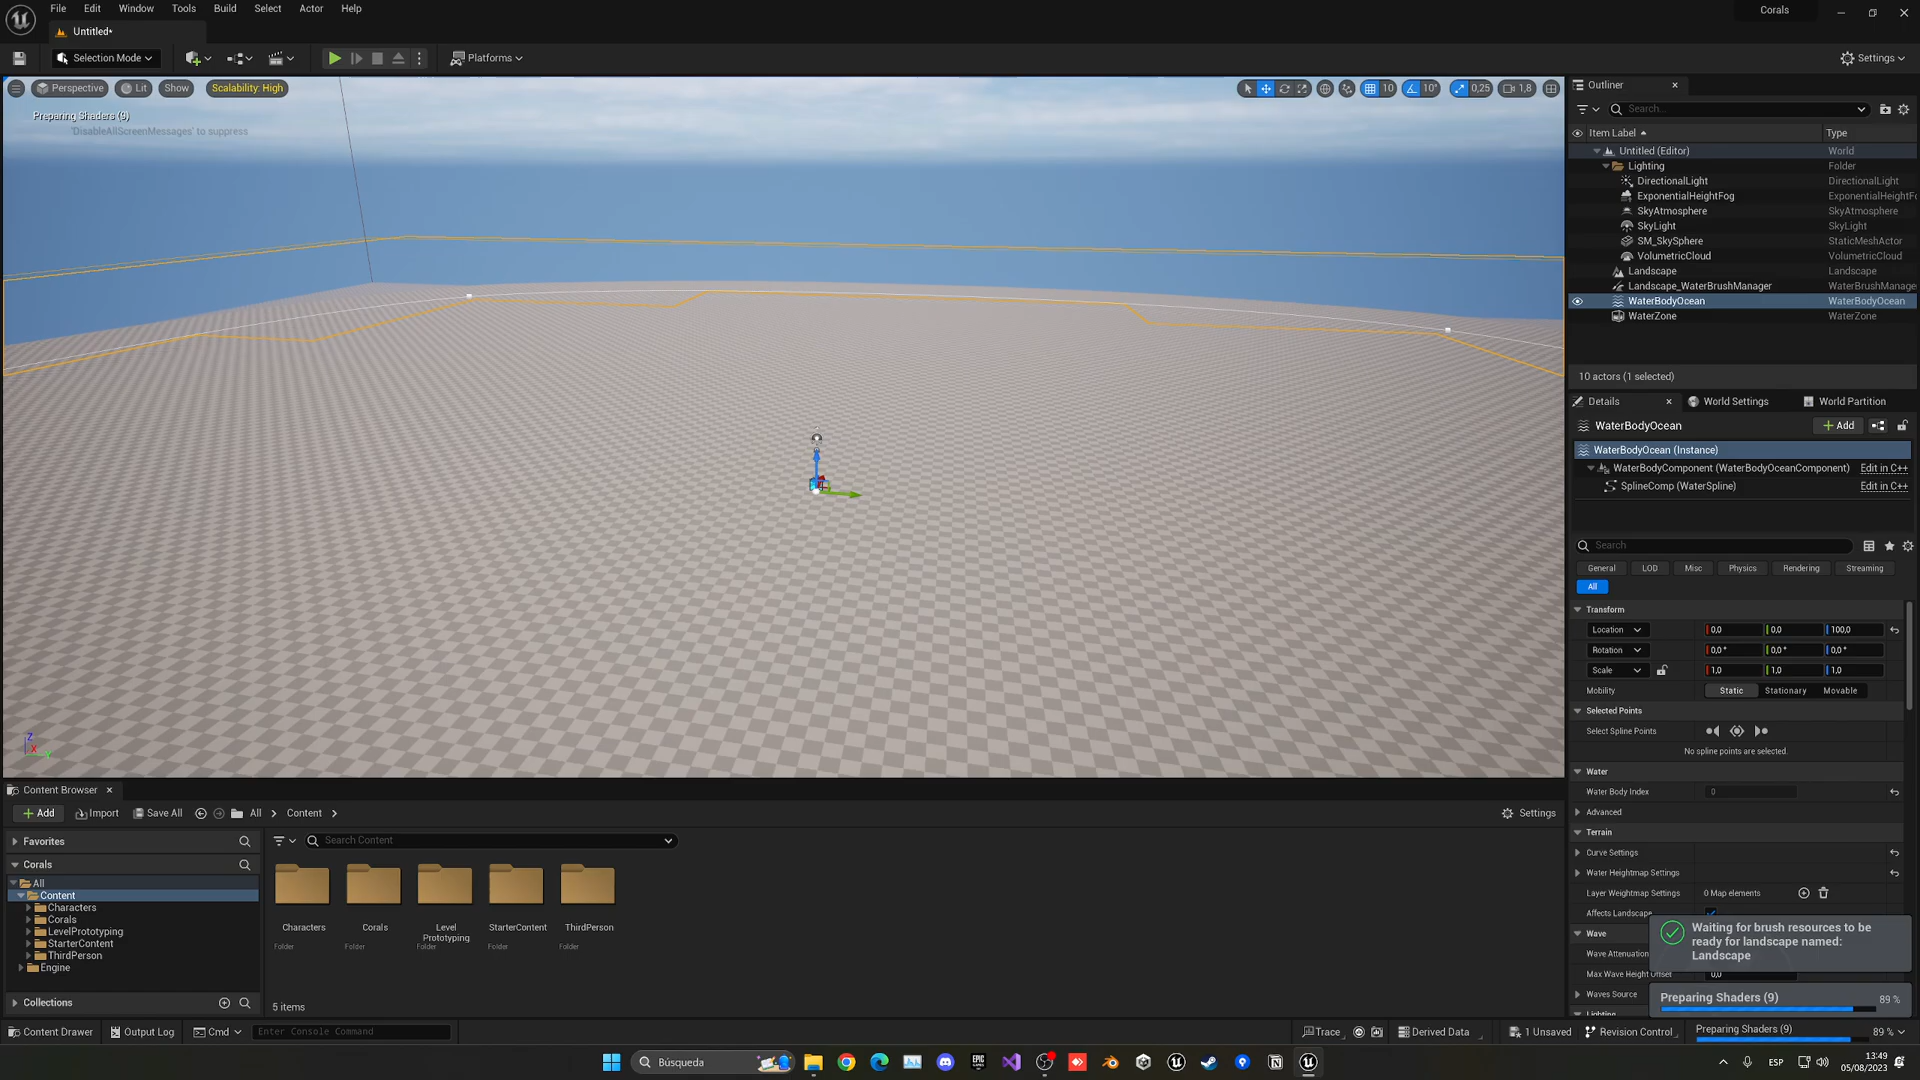 File Edit Window Tools Build Select Actor Help
Corals
Untitled*
Selection Mode
Platforms
Settings
Perspective Lit Show Scalability: High
10 10° 0,25 1,8
Preparing Shaders (9)
'DisableAllScreenMessages' to suppress
Z
X
Y
Outliner
Search...
Item Label Type
Untitled (Editor) World
Lighting Folder
DirectionalLight DirectionalLight
ExponentialHeightFog ExponentialHeightFo
SkyAtmosphere SkyAtmosphere
SkyLight SkyLight
SM_SkySphere StaticMeshActor
VolumetricCloud VolumetricCloud
Landscape Landscape
Landscape_WaterBrushManager WaterBrushManage
WaterBodyOcean WaterBodyOcean
WaterZone WaterZone
10 actors (1 selected)
Details World Settings World Partition
WaterBodyOcean
Add
WaterBodyOcean (Instance)
WaterBodyComponent (WaterBodyOceanComponent) Edit in C++
SplineComp (WaterSpline) Edit in C++
Search
General LOD Misc Physics Rendering Streaming
All
Transform
Location 0,0 0,0 100,0
Rotation 0,0 ° 0,0 ° 0,0 °
Scale 1,0 1,0 1,0
Mobility Static Stationary Movable
Selected Points
Select Spline Points
No spline points are selected.
Water
Water Body Index 0
Advanced
Terrain
Curve Settings
Water Heightmap Settings
Layer Weightmap Settings 0 Map elements
Affects Landscape
Wave
Wave Attenuation
Max Wave Height Offset 0,0
Waves Source
Waiting for brush resources to be
ready for landscape named:
Landscape
Preparing Shaders (9) 89 %
Content Browser
Add Import Save All All Content
Settings
Favorites
Search Content
Corals
All
Content
Characters
Corals
LevelPrototyping
StarterContent
ThirdPerson
Engine
Collections
Characters
Folder
Corals
Folder
Level
Prototyping
Folder
StarterContent
Folder
ThirdPerson
Folder
5 items
Content Drawer Output Log Cmd Enter Console Command
Trace Derived Data 1 Unsaved Revision Control Preparing Shaders (9) 89 %
Búsqueda
EPIC
GAMES
ESP
13:49
05/08/2023